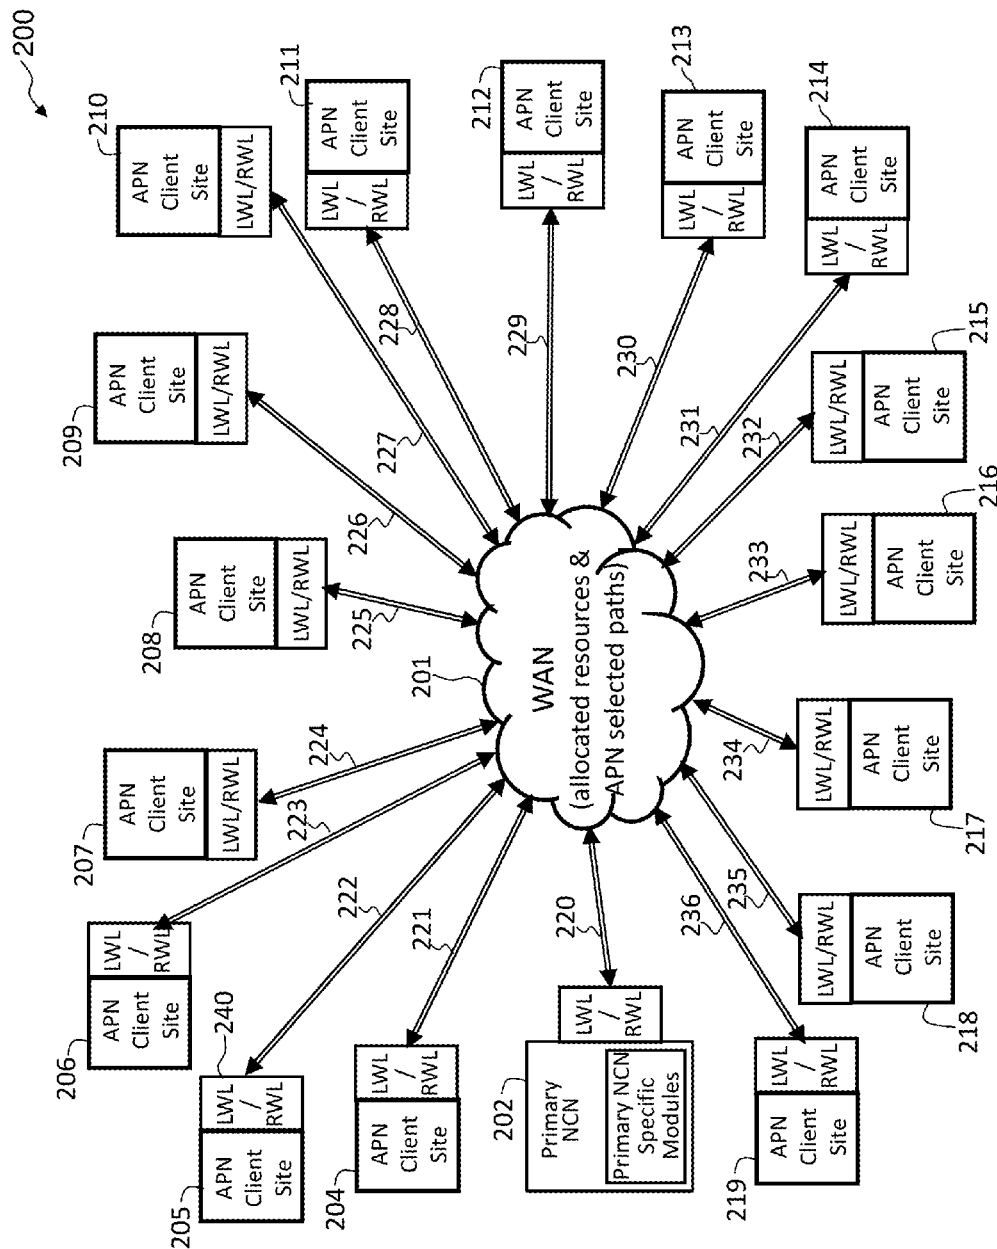 200
210
APN
Client
Site
LWL/RWL
211
APN
Client
Site
LWL
/
RWL
212
APN
Client
Site
LWL
/
RWL
213
APN
Client
Site
LWL
/
RWL
214
APN
Client
Site
LWL
/
RWL
209
APN
Client
Site
LWL/RWL
208
APN
Client
Site
LWL/RWL
207
APN
Client
Site
LWL/RWL
206
APN
Client
Site
LWL
/
RWL
205
APN
Client
Site
LWL
/
RWL
240
204
APN
Client
Site
LWL
/
RWL
202
Primary
NCN
Primary NCN
Specific
Modules
LWL
/
RWL
219
APN
Client
Site
LWL
/
RWL
LWL/RWL
APN
Client
Site
218
LWL/RWL
APN
Client
Site
217
LWL/RWL
APN
Client
Site
216
LWL/RWL
APN
Client
Site
215
201
WAN
(allocated resources &
APN selected paths)
220
221
222
223
224
225
226
227
228
229
230
231
232
233
234
235
236